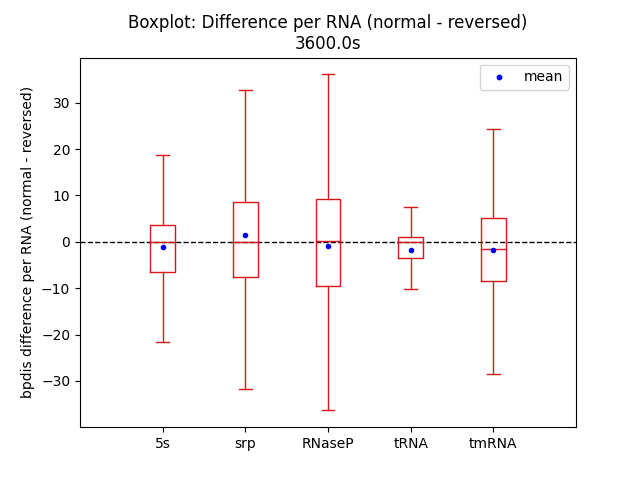 Boxplot: Difference per RNA (normal - reversed)
3600.0s
mean
bpdis difference per RNA (normal - reversed)
30
20
10
0
−10
−20
−30
5s
srp
RNaseP
tRNA
tmRNA